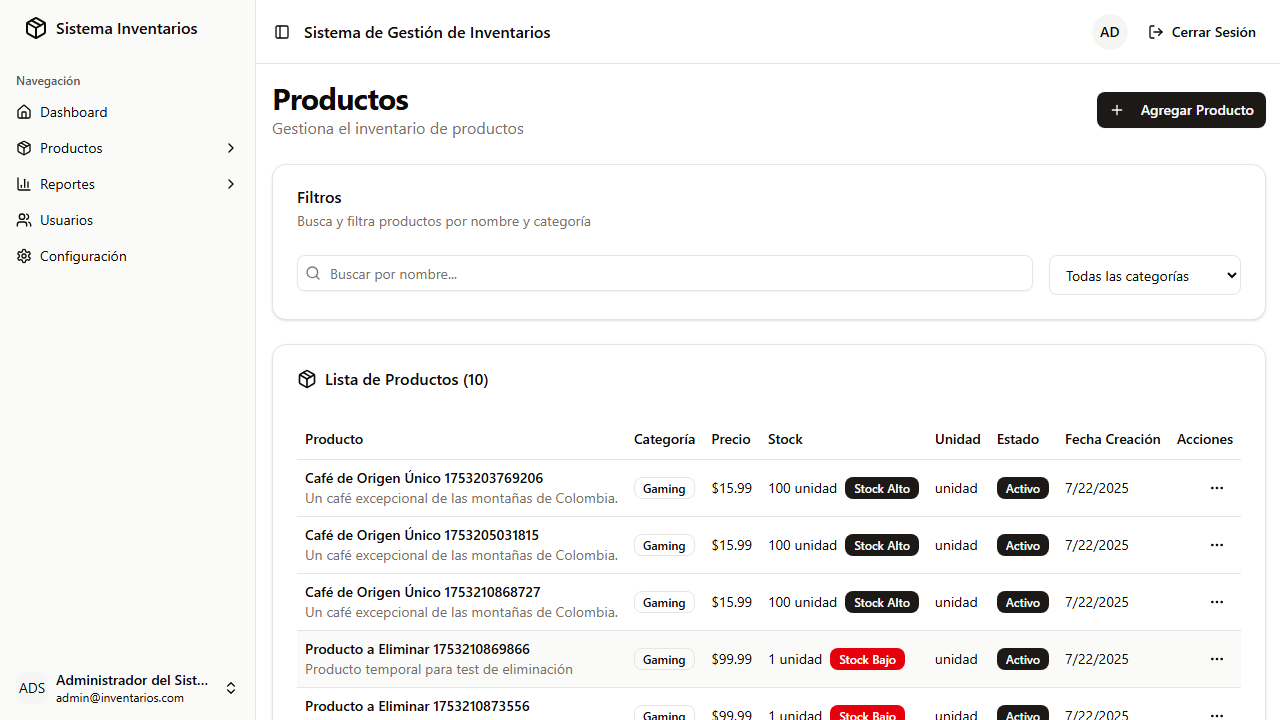 Sistema Inventarios
Navegación
Dashboard
Productos
Reportes
Usuarios
Configuración
ADS
Administrador del Sist...
admin@inventarios.com
Sistema de Gestión de Inventarios
AD
Cerrar Sesión
Productos
Gestiona el inventario de productos
Agregar Producto
Filtros
Busca y filtra productos por nombre y categoría
Buscar por nombre...
Todas las categorías
Lista de Productos (10)
Producto Categoría Precio Stock Unidad Estado Fecha Creación Acciones
Café de Origen Único 1753203769206
Un café excepcional de las montañas de Colombia.
Gaming $15.99 100 unidad Stock Alto unidad Activo 7/22/2025
Café de Origen Único 1753205031815
Un café excepcional de las montañas de Colombia.
Gaming $15.99 100 unidad Stock Alto unidad Activo 7/22/2025
Café de Origen Único 1753210868727
Un café excepcional de las montañas de Colombia.
Gaming $15.99 100 unidad Stock Alto unidad Activo 7/22/2025
Producto a Eliminar 1753210869866
Producto temporal para test de eliminación
Gaming $99.99 1 unidad Stock Bajo unidad Activo 7/22/2025
Producto a Eliminar 1753210873556
Gaming $99.99 1 unidad Stock Bajo unidad Activo 7/22/2025